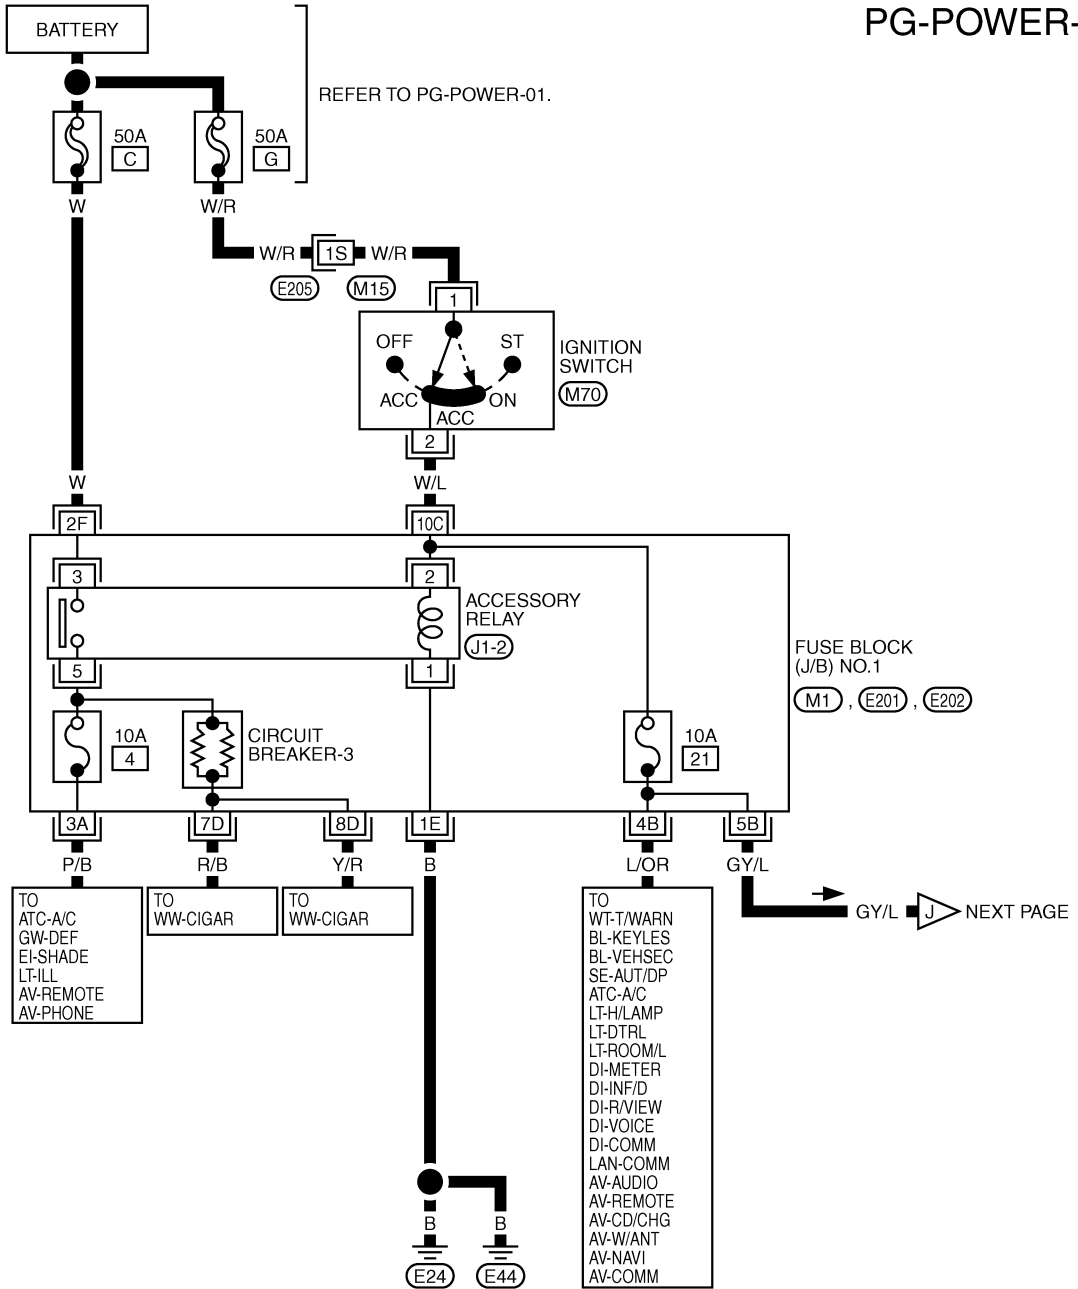 PG-POWER-
BATTERY
REFER TO PG-POWER-01.
50A
C
50A
G
W
W/R
W/R
1S
W/R
E205
M15
1
OFF
ST
IGNITION
SWITCH
M70
ACC
ON
ACC
2
W
W/L
2F
10C
3
2
ACCESSORY
RELAY
J1-2
5
1
FUSE BLOCK
(J/B) NO.1
M1 , E201 , E202
10A
4
CIRCUIT
BREAKER-3
10A
21
3A
7D
8D
1E
4B
5B
P/B
R/B
Y/R
B
L/OR
GY/L
TO
ATC-A/C
GW-DEF
EI-SHADE
LT-ILL
AV-REMOTE
AV-PHONE
TO
WW-CIGAR
TO
WW-CIGAR
TO
WT-T/WARN
BL-KEYLES
BL-VEHSEC
SE-AUT/DP
ATC-A/C
LT-H/LAMP
LT-DTRL
LT-ROOM/L
DI-METER
DI-INF/D
DI-R/VIEW
DI-VOICE
DI-COMM
LAN-COMM
AV-AUDIO
AV-REMOTE
AV-CD/CHG
AV-W/ANT
AV-NAVI
AV-COMM
GY/L
J
NEXT PAGE
B
B
E24
E44